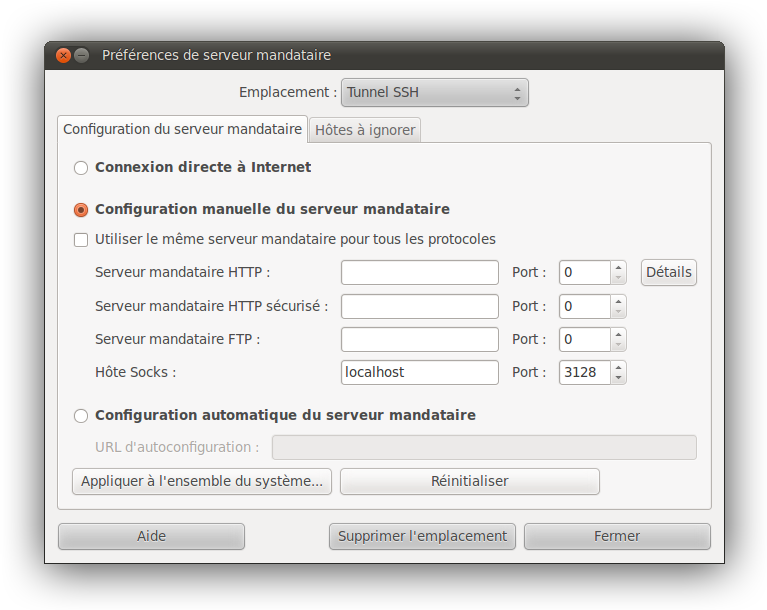 Préférences de serveur mandataire
Emplacement : Tunnel SSH
Configuration du serveur mandataire Hôtes à ignorer
Connexion directe à Internet
Configuration manuelle du serveur mandataire
Utiliser le même serveur mandataire pour tous les protocoles
Serveur mandataire HTTP : Port : 0 Détails
Serveur mandataire HTTP sécurisé : Port : 0
Serveur mandataire FTP : Port : 0
Hôte Socks : localhost Port : 3128
Configuration automatique du serveur mandataire
URL d'autoconfiguration :
Appliquer à l'ensemble du système... Réinitialiser
Aide Supprimer l'emplacement Fermer